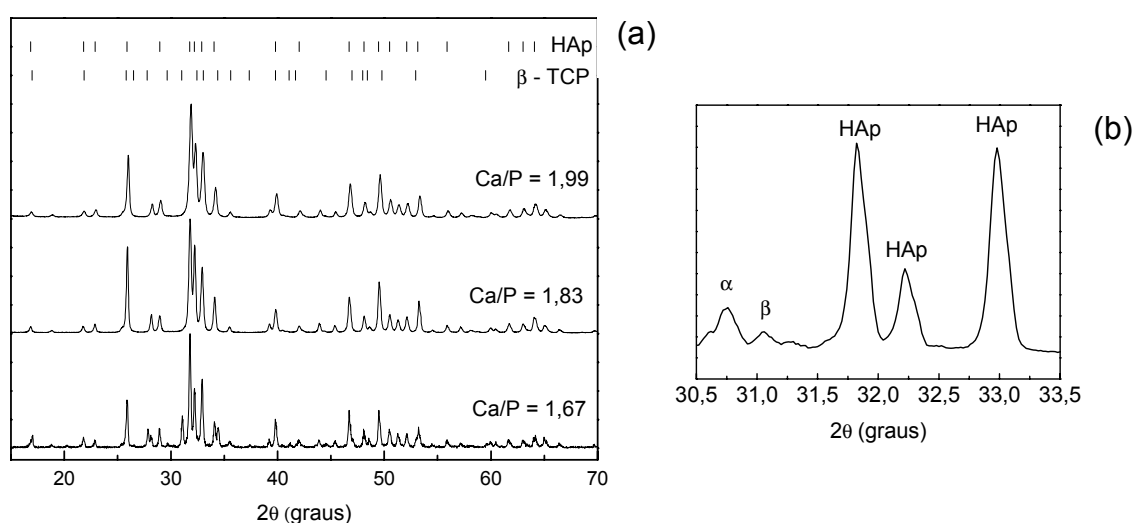 (a)
HAp
β - TCP
Ca/P = 1,99
Ca/P = 1,83
Ca/P = 1,67
20 30 40 50 60 70
2θ (graus)
(b)
HAp
HAp
HAp
α
β
30,5 31,0 31,5 32,0 32,5 33,0 33,5
2θ (graus)